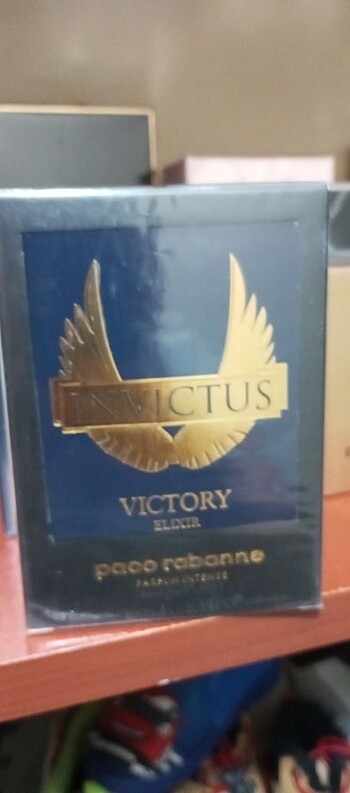 INVICTUS
VICTORY
ELIXIR
paco rabanne
PARFUM INTENSE